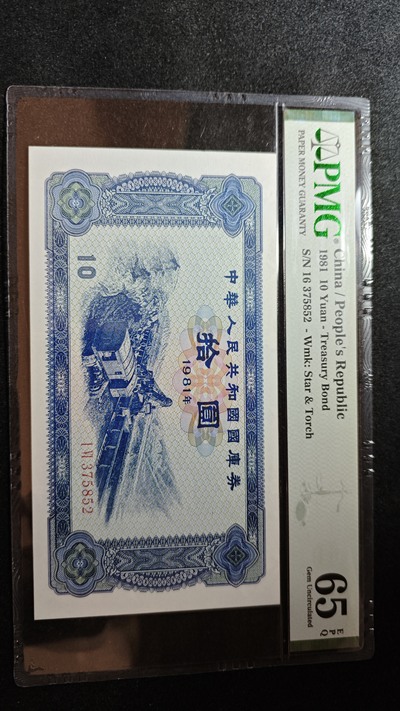 PMG
PAPER MONEY GUARANTY
China / People's Republic
1981 10 Yuan - Treasury Bond
S/N 16 375852 - Wmk: Star & Torch
65
E
P
Q
Gem Uncirculated
中華人民共和國國庫券
拾圓
1981年
10
375852